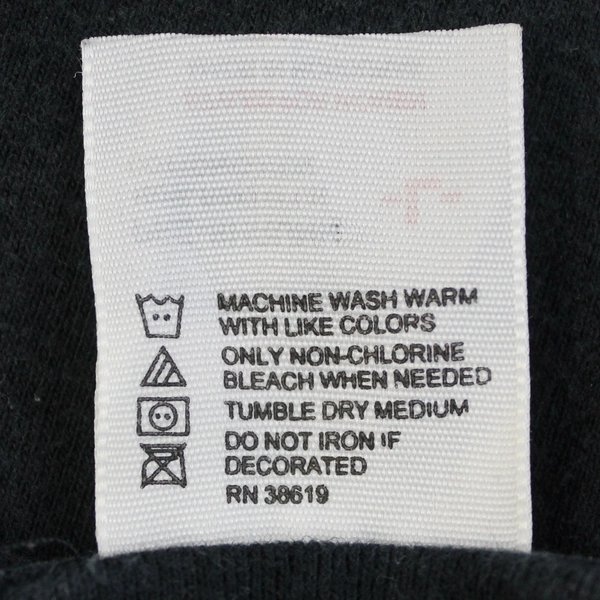 MACHINE WASH WARM
WITH LIKE COLORS
ONLY NON-CHLORINE
BLEACH WHEN NEEDED
TUMBLE DRY MEDIUM
DO NOT IRON IF
DECORATED
RN 38619